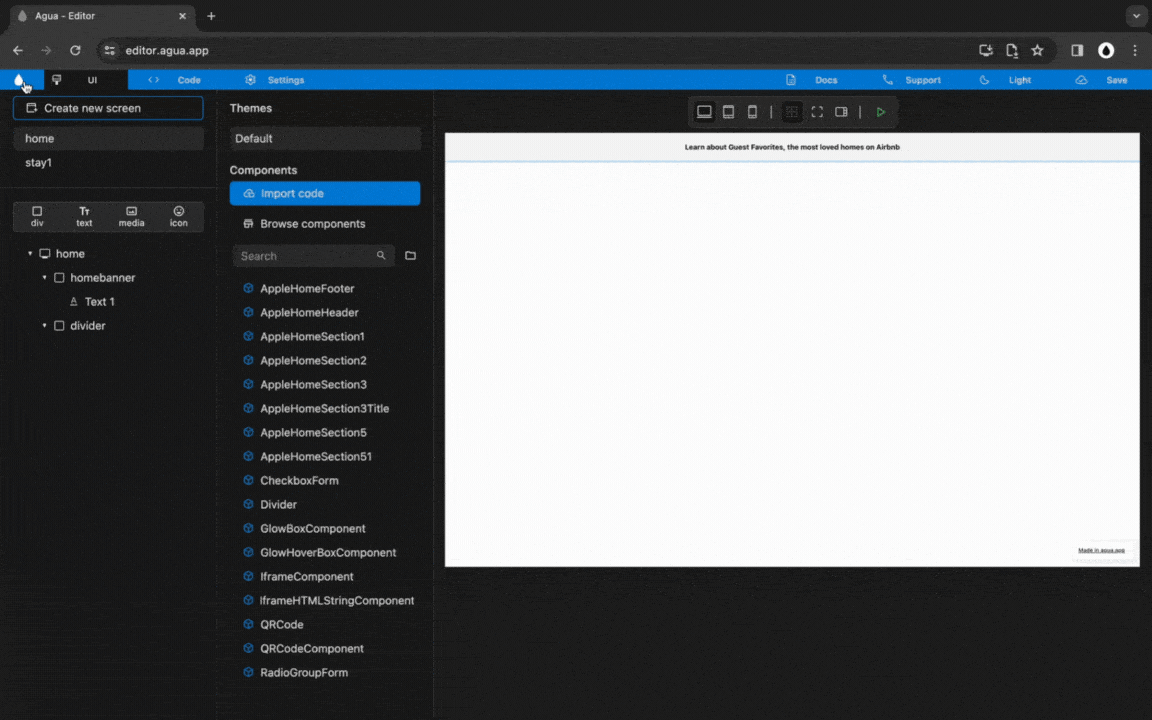 Agua - Editor
editor.agua.app
UI
Code
Settings
Docs
Support
Light
Save
Create new screen
home
stay1
div
text
media
icon
home
homebanner
Text 1
divider
Themes
Default
Components
Import code
Browse components
Search
AppleHomeFooter
AppleHomeHeader
AppleHomeSection1
AppleHomeSection2
AppleHomeSection3
AppleHomeSection3Title
AppleHomeSection5
AppleHomeSection51
CheckboxForm
Divider
GlowBoxComponent
GlowHoverBoxComponent
IframeComponent
IframeHTMLStringComponent
QRCode
QRCodeComponent
RadioGroupForm
Learn about Guest Favorites, the most loved homes on Airbnb
Made in agua.app